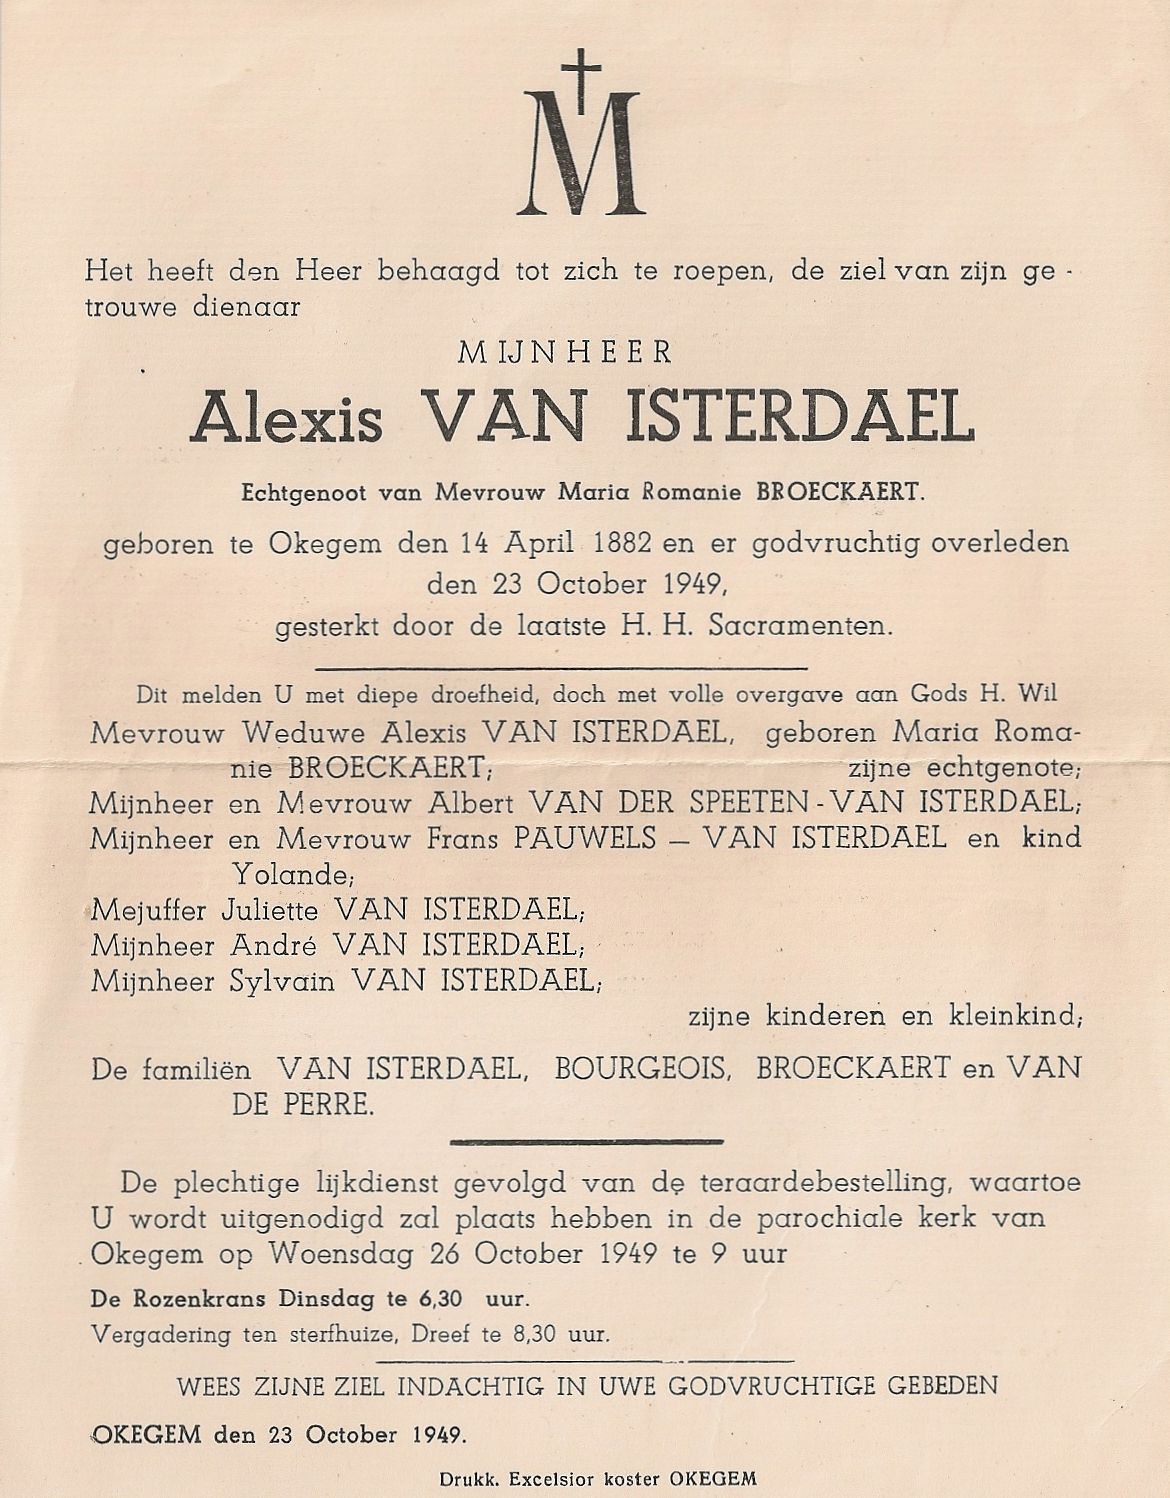 M
Het heeft den Heer behaagd tot zich te roepen, de ziel van zijn ge -
trouwe dienaar
MIJNHEER
Alexis VAN ISTERDAEL
Echtgenoot van Mevrouw Maria Romanie BROECKAERT.
geboren te Okegem den 14 April 1882 en er godvruchtig overleden
den 23 October 1949,
gesterkt door de laatste H. H. Sacramenten.
Dit melden U met diepe droefheid, doch met volle overgave aan Gods H. Wil
Mevrouw Weduwe Alexis VAN ISTERDAEL, geboren Maria Roma-
nie BROECKAERT; zijne echtgenote;
Mijnheer en Mevrouw Albert VAN DER SPEETEN-VAN ISTERDAEL;
Mijnheer en Mevrouw Frans PAUWELS – VAN ISTERDAEL en kind
Yolande;
Mejuffer Juliette VAN ISTERDAEL;
Mijnheer André VAN ISTERDAEL;
Mijnheer Sylvain VAN ISTERDAEL;
zijne kinderen en kleinkind;
De familiën VAN ISTERDAEL, BOURGEOIS, BROECKAERT en VAN
DE PERRE.
De plechtige lijkdienst gevolgd van de teraardebestelling, waartoe
U wordt uitgenodigd zal plaats hebben in de parochiale kerk van
Okegem op Woensdag 26 October 1949 te 9 uur
De Rozenkrans Dinsdag te 6,30 uur.
Vergadering ten sterfhuize, Dreef te 8,30 uur.
WEES ZIJNE ZIEL INDACHTIG IN UWE GODVRUCHTIGE GEBEDEN
OKEGEM den 23 October 1949.
Drukk. Excelsior koster OKEGEM